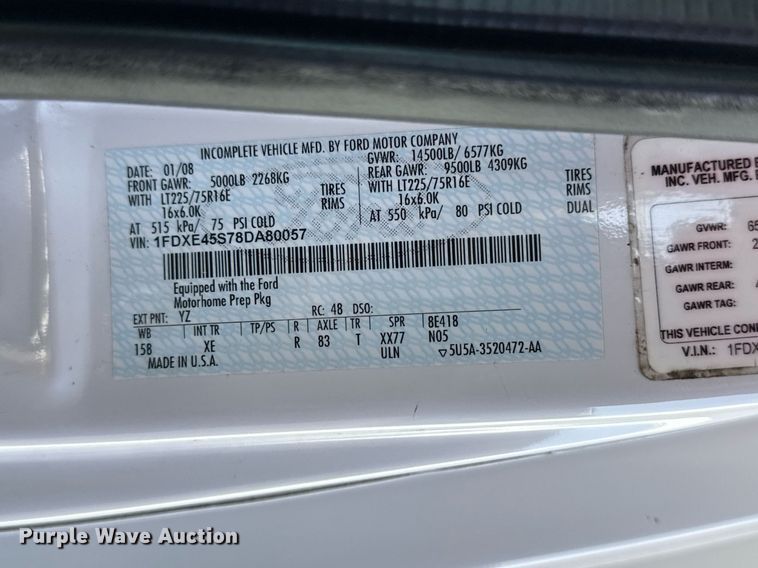 INCOMPLETE VEHICLE MFD. BY FORD MOTOR COMPANY
DATE: 01/08 GVWR: 14500LB/ 6577KG
FRONT GAWR: 5000LB 2268KG REAR GAWR: 9500LB 4309KG
WITH LT225/75R16E TIRES WITH LT225/75R16E TIRES
16x6.0K RIMS 16x6.0K RIMS
AT 515 kPa/ 75 PSI COLD AT 550 kPa/ 80 PSI COLD DUAL
VIN: 1FDXE45S78DA80057
Equipped with the Ford
Motorhome Prep Pkg
EXT PNT: YZ RC: 48 DSO:
WB INT TR TP/PS R AXLE TR SPR 8E418
158 XE R 83 T XX77 N05
ULN
MADE IN U.S.A. ▽5U5A-3520472-AA
MANUFACTURED B
INC. VEH. MFG.
GVWR: 65
GAWR FRONT: 2
GAWR INTERM:
GAWR REAR: 4
GAWR TAG:
THIS VEHICLE CON
V.I.N.: 1FDX
Purple Wave Auction